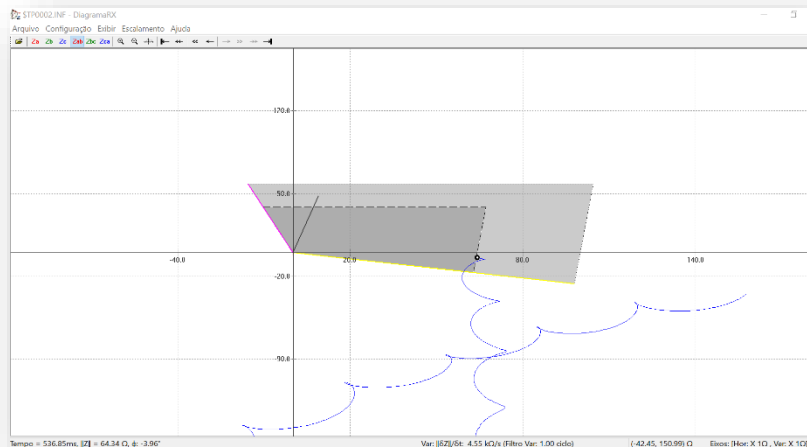 $TP0002.INF - DiagramaRX
Arquivo Configuração Exibir Escalamento Ajuda
Za Zb Zc Zab Zbc Zca
120.0
50.0
-40.0 20.0 80.0 140.0
-20.0
-90.0
Tempo = 536.85ms, ||Z|| = 64.34 Ω, ϕ: -3.96° Var: ||δZ||/δt: 4.55 kΩ/s (Filtro Var: 1.00 ciclo) (-42.45, 150.99) Ω Eixos: [Hor: X 1Ω , Ver: X 1Ω]